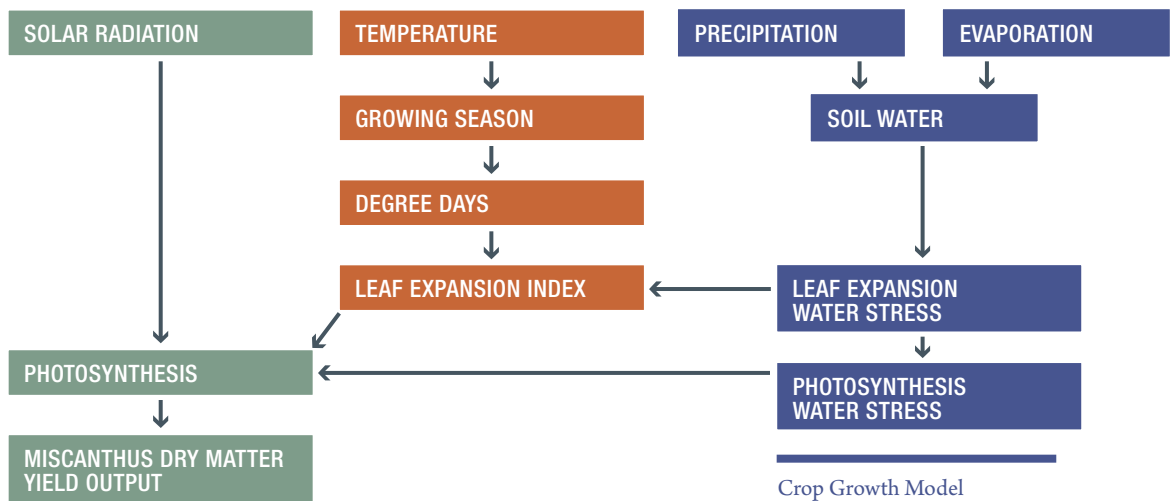 SOLAR RADIATION
TEMPERATURE
PRECIPITATION
EVAPORATION
GROWING SEASON
SOIL WATER
DEGREE DAYS
LEAF EXPANSION INDEX
LEAF EXPANSION
WATER STRESS
PHOTOSYNTHESIS
PHOTOSYNTHESIS
WATER STRESS
MISCANTHUS DRY MATTER
YIELD OUTPUT
Crop Growth Model